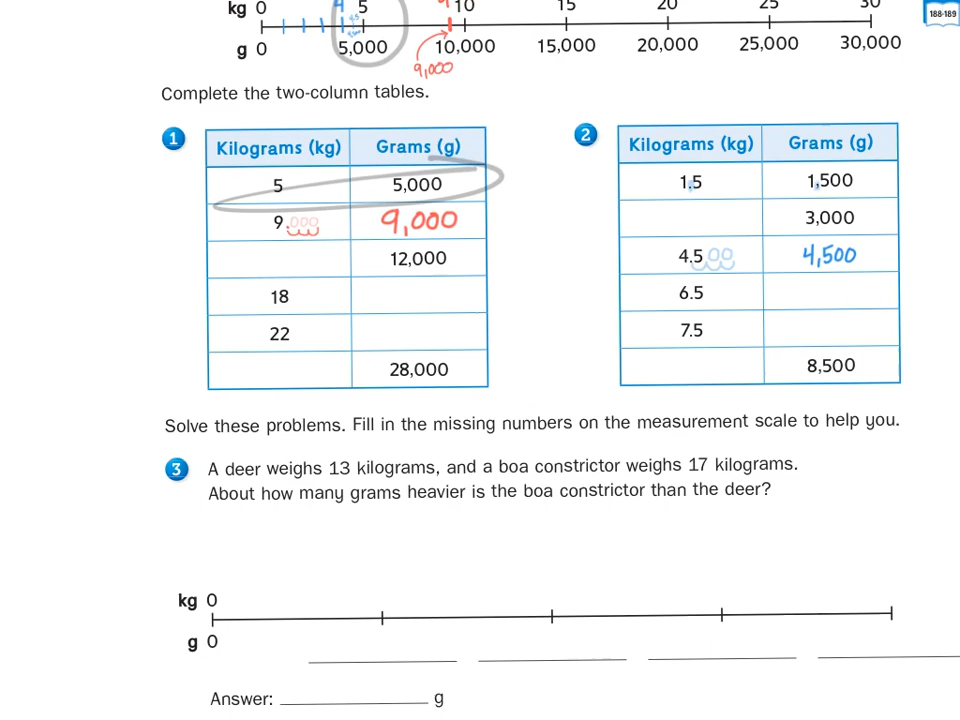 kg 0 4 5 9 10 15 20 25 30
188-189
g 0 5,000 10,000 15,000 20,000 25,000 30,000
9,000
Complete the two-column tables.
1
Kilograms (kg) Grams (g)
5 5,000
9.000 9,000
12,000
18
22
28,000
2
Kilograms (kg) Grams (g)
1.5 1,500
3,000
4.500 4,500
6.5
7.5
8,500
Solve these problems. Fill in the missing numbers on the measurement scale to help you.
3 A deer weighs 13 kilograms, and a boa constrictor weighs 17 kilograms.
About how many grams heavier is the boa constrictor than the deer?
kg 0
g 0
Answer: g